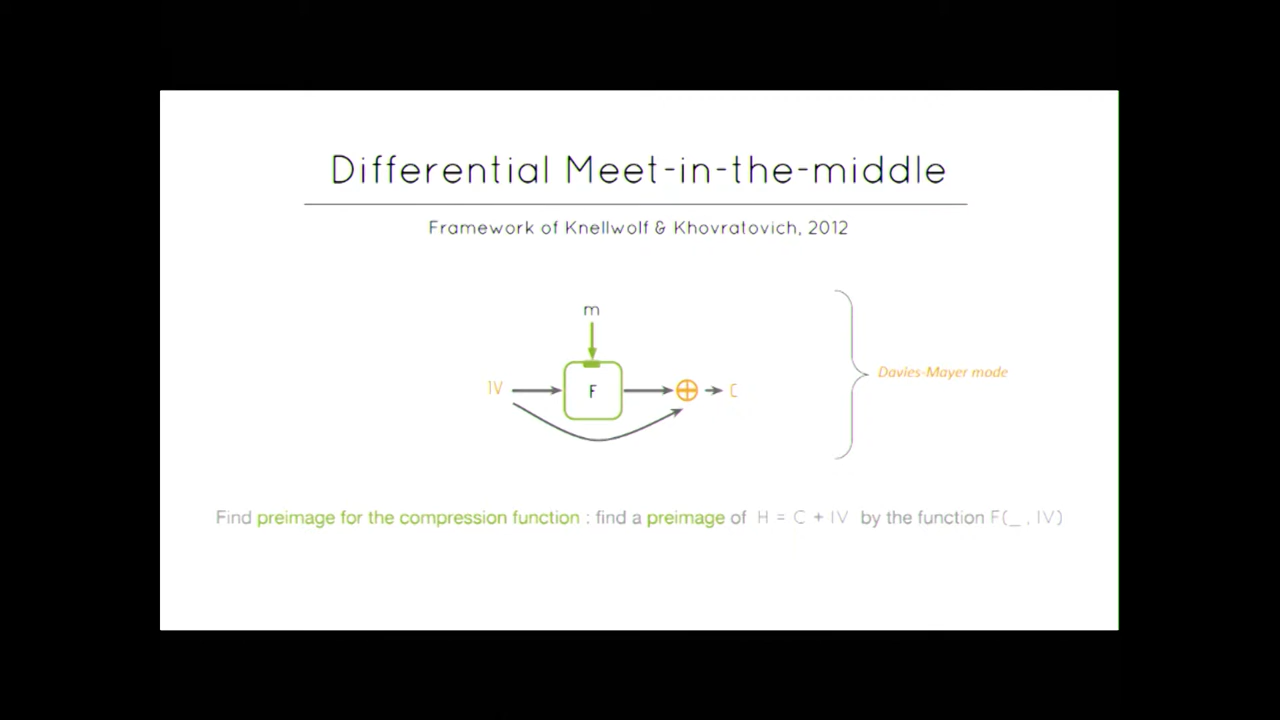 Differential Meet-in-the-middle
Framework of Knellwolf & Khovratovich, 2012
m
IV
F
C
Davies-Mayer mode
Find preimage for the compression function : find a preimage of H = C + IV by the function F(_ , IV)